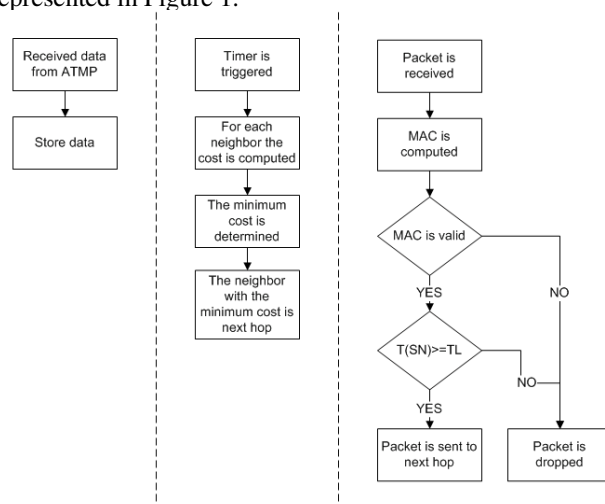 epresented in Figure 1.
Received data
from ATMP
Store data
Timer is
triggered
For each
neighbor the
cost is computed
The minimum
cost is
determined
The neighbor
with the
minimum cost is
next hop
Packet is
received
MAC is
computed
MAC is valid
YES
NO
T(SN)>=TL
NO
YES
Packet is sent to
next hop
Packet is
dropped